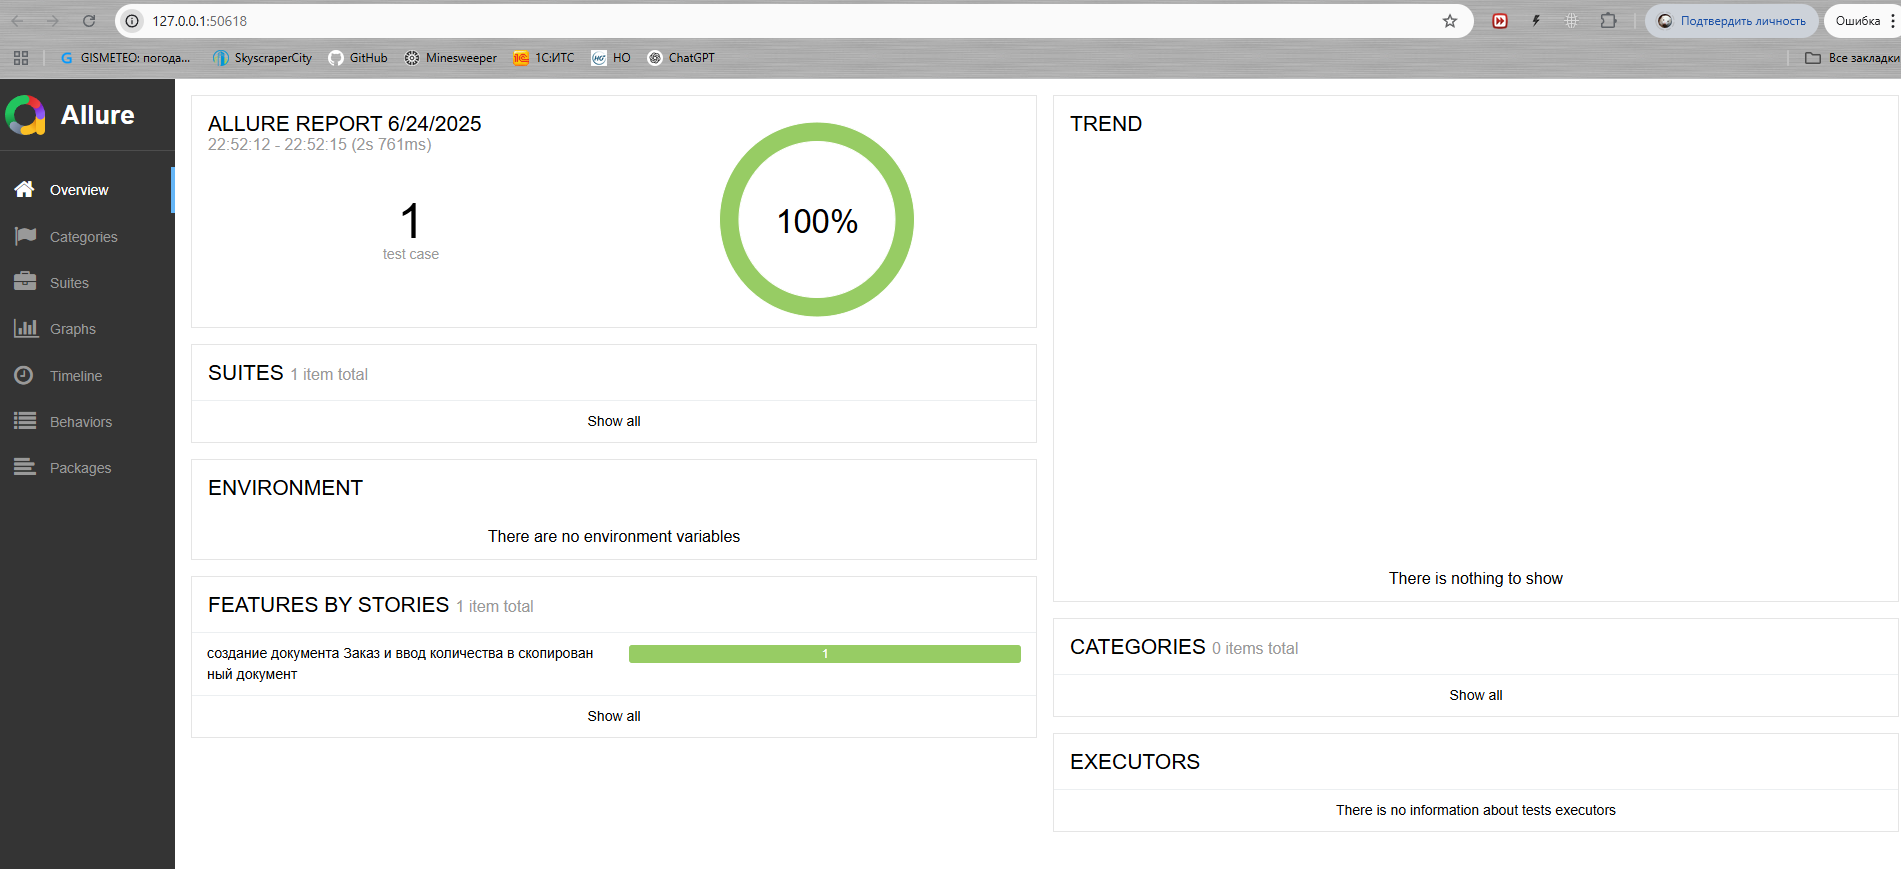 127.0.0.1:50618
Подтвердить личность
Ошибка
GISMETEO: погода...
SkyscraperCity
GitHub
Minesweeper
1С:ИТС
НО
ChatGPT
Все закладки
Allure
Overview
Categories
Suites
Graphs
Timeline
Behaviors
Packages
ALLURE REPORT 6/24/2025
22:52:12 - 22:52:15 (2s 761ms)
1
test case
100%
SUITES 1 item total
Show all
ENVIRONMENT
There are no environment variables
FEATURES BY STORIES 1 item total
создание документа Заказ и ввод количества в скопирован
ный документ
1
Show all
TREND
There is nothing to show
CATEGORIES 0 items total
Show all
EXECUTORS
There is no information about tests executors